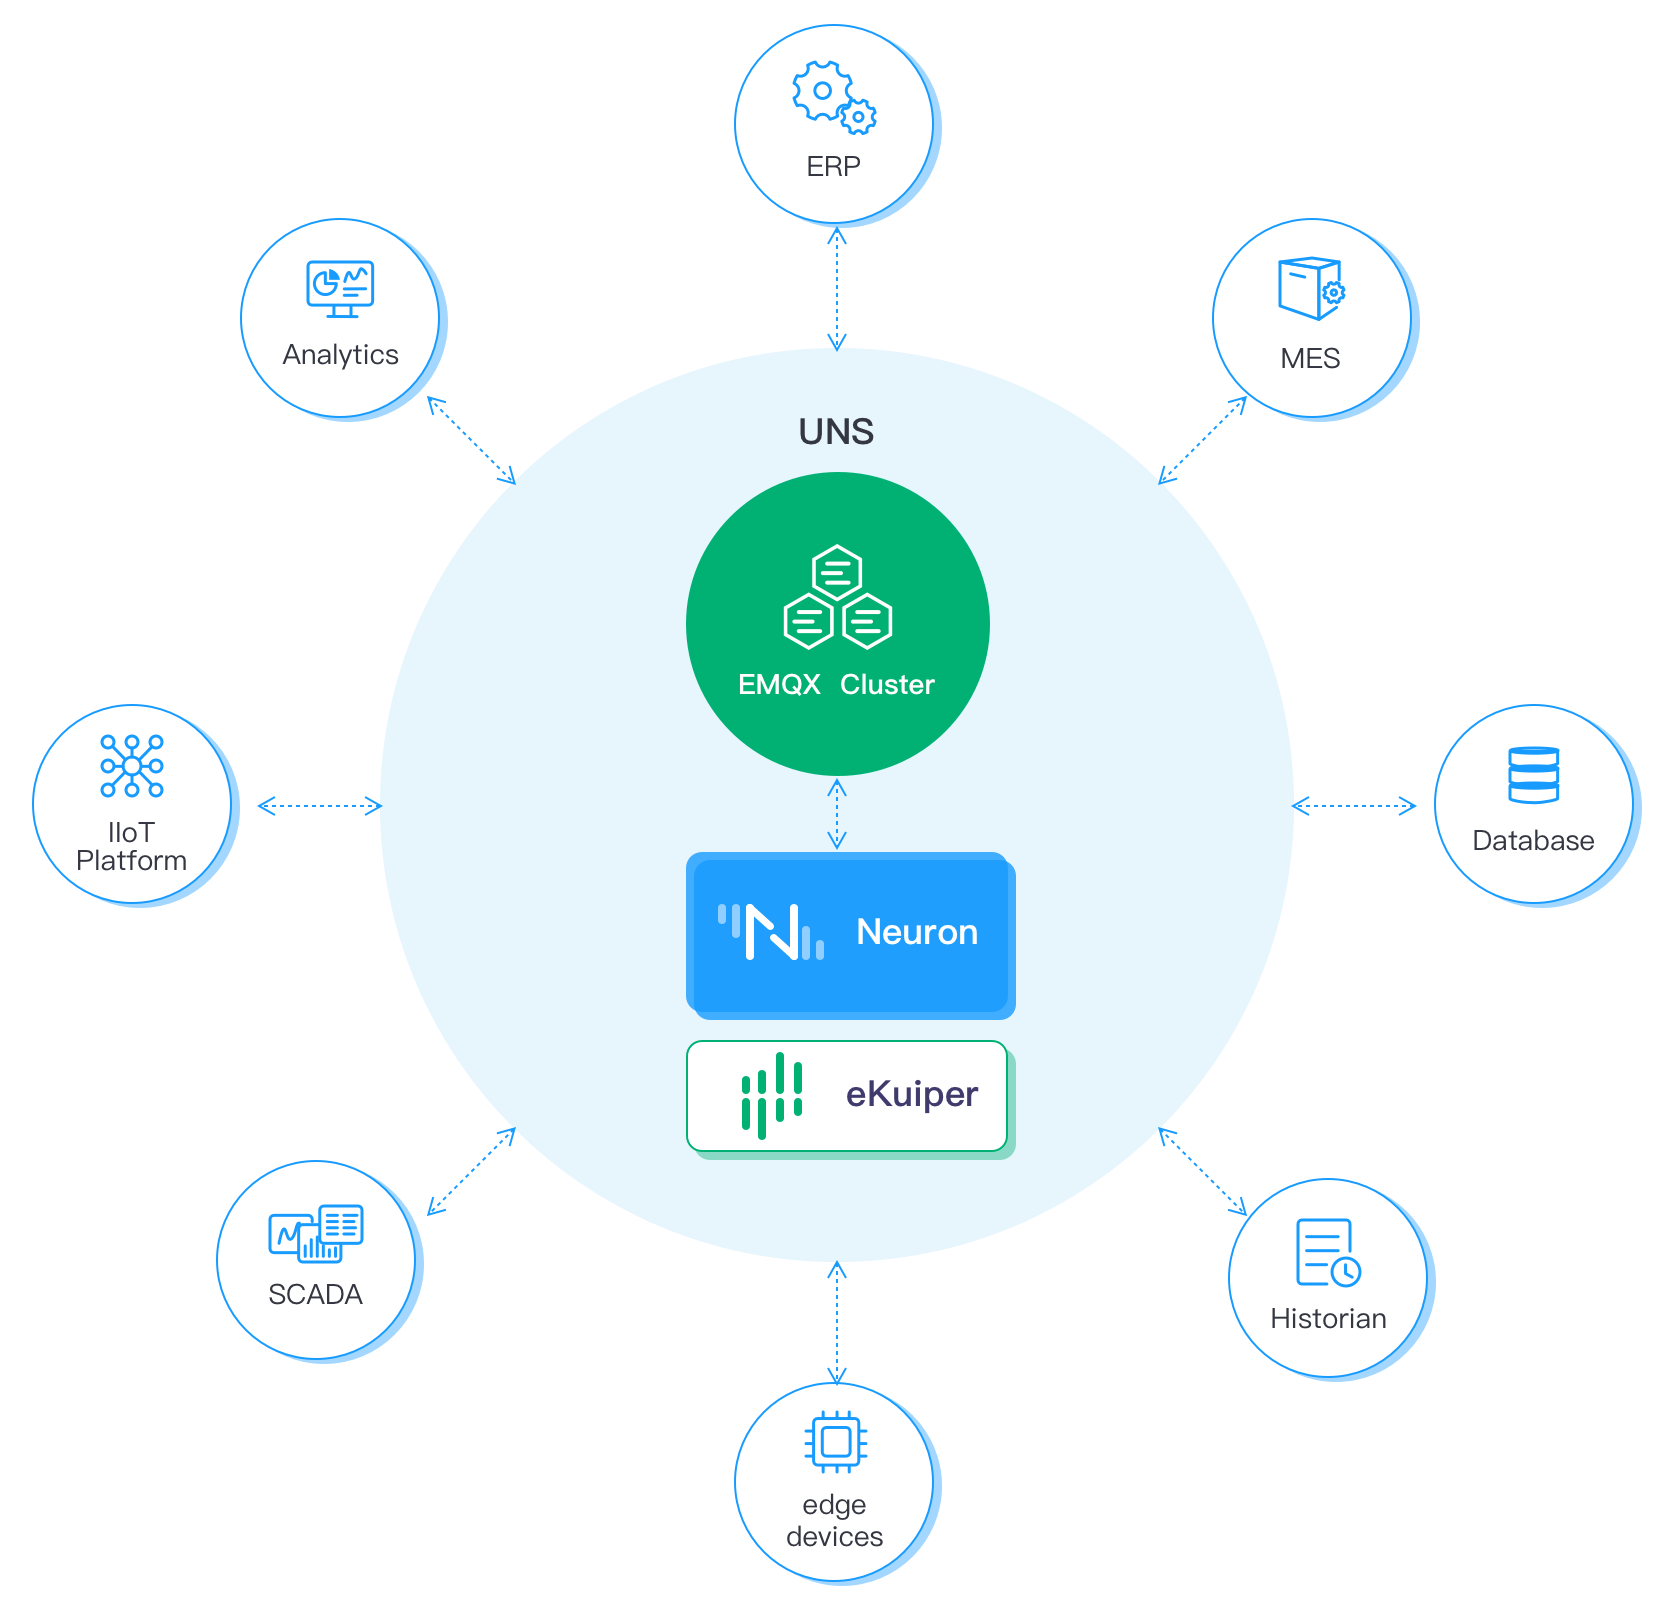 ERP
Analytics
MES
UNS
EMQX Cluster
IIoT
Platform
Database
Neuron
eKuiper
SCADA
Historian
edge
devices